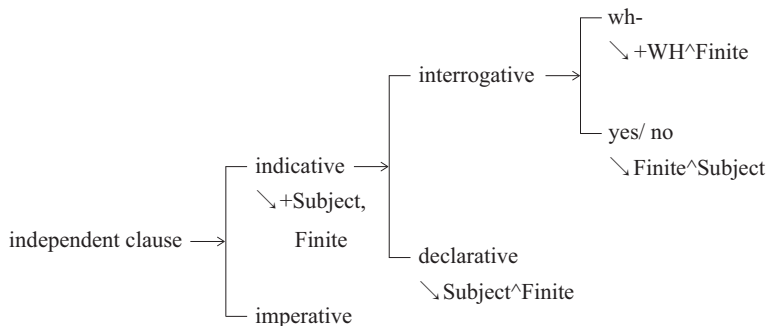 wh-
↘ +WH^Finite
interrogative
yes/ no
↘ Finite^Subject
indicative
↘ +Subject,
Finite
independent clause
declarative
↘ Subject^Finite
imperative